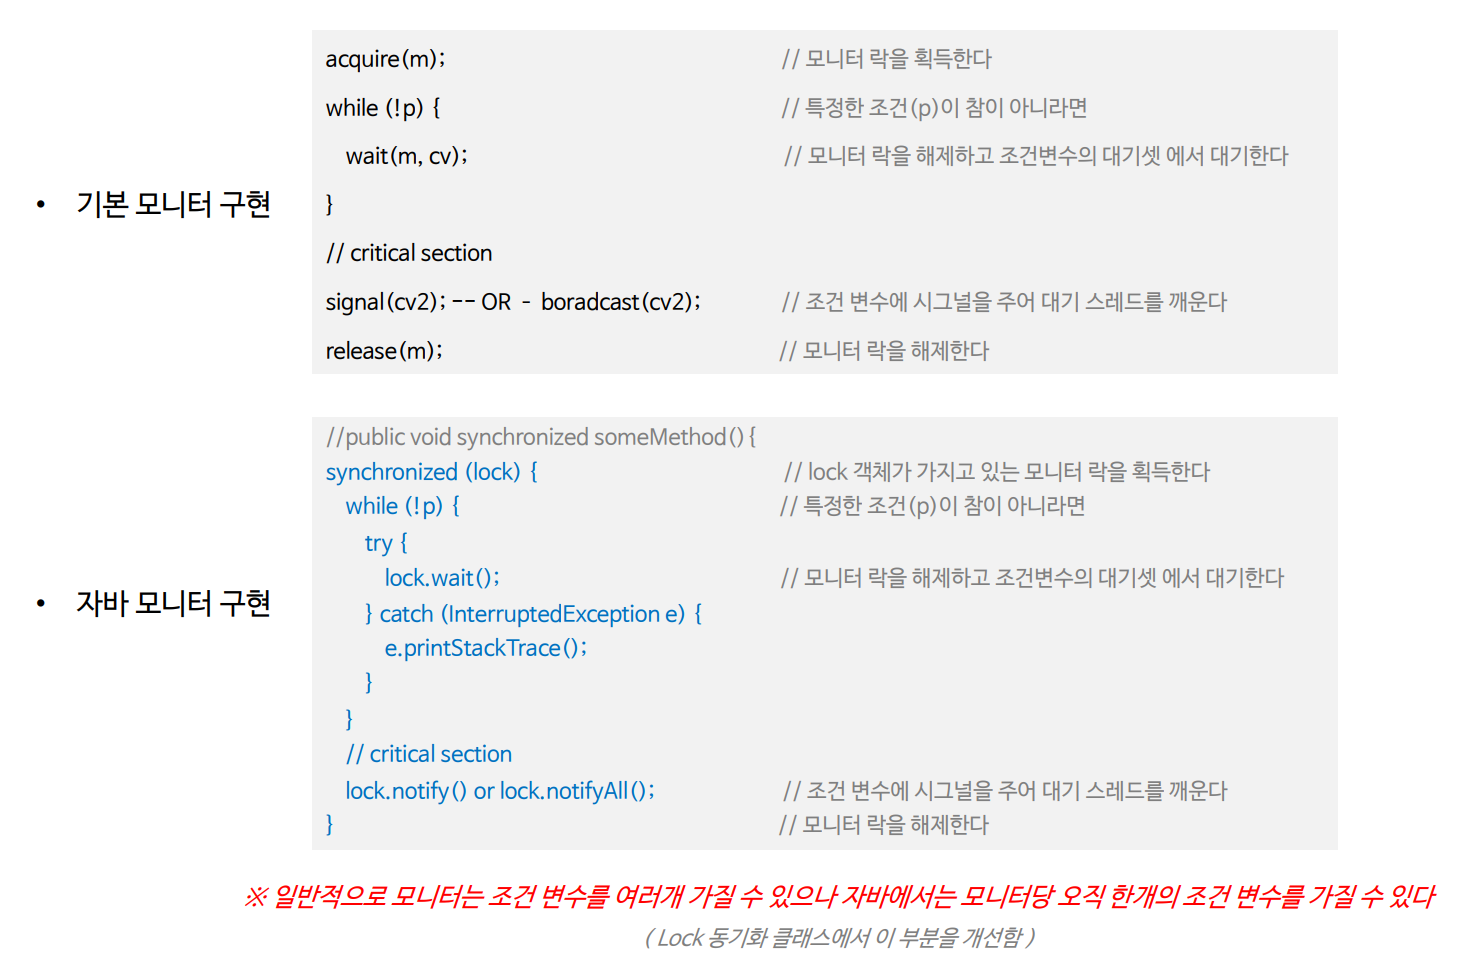 acquire(m); // 모니터 락을 획득한다
while (!p) { // 특정한 조건(p)이 참이 아니라면
wait(m, cv); // 모니터 락을 해제하고 조건변수의 대기셋 에서 대기한다
• 기본 모니터 구현 }
// critical section
signal(cv2); -- OR - boradcast(cv2); // 조건 변수에 시그널을 주어 대기 스레드를 깨운다
release(m); // 모니터 락을 해제한다
//public void synchronized someMethod(){
synchronized (lock) { // lock 객체가 가지고 있는 모니터 락을 획득한다
while (!p) { // 특정한 조건(p)이 참이 아니라면
try {
lock.wait(); // 모니터 락을 해제하고 조건변수의 대기셋 에서 대기한다
• 자바 모니터 구현 } catch (InterruptedException e) {
e.printStackTrace();
}
}
// critical section
lock.notify() or lock.notifyAll(); // 조건 변수에 시그널을 주어 대기 스레드를 깨운다
} // 모니터 락을 해제한다
※ 일반적으로 모니터는 조건 변수를 여러개 가질 수 있으나 자바에서는 모니터당 오직 한개의 조건 변수를 가질 수 있다
( Lock 동기화 클래스에서 이 부분을 개선함 )